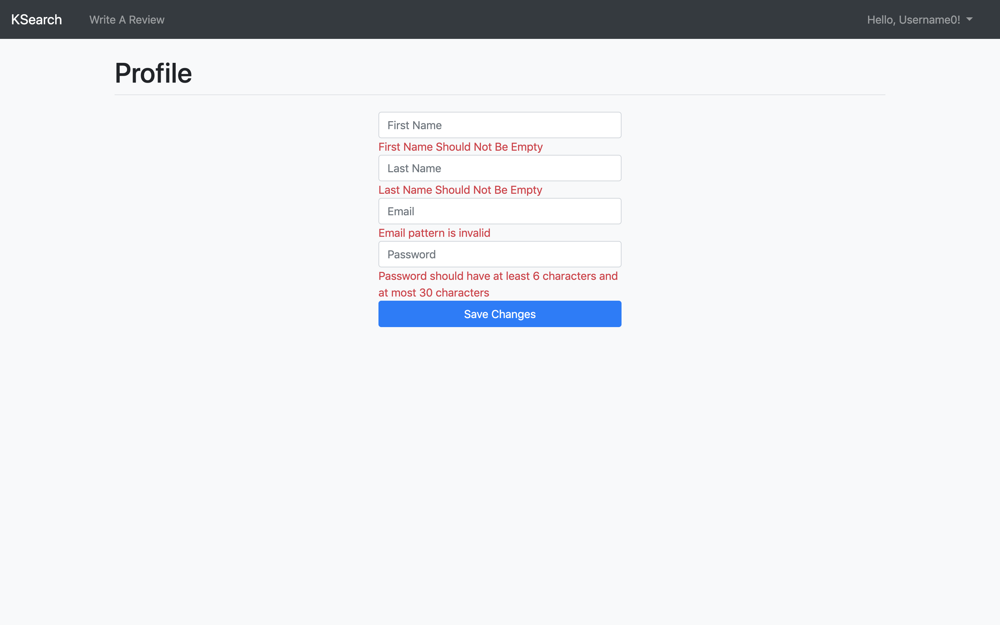 KSearch Write A Review Hello, Username0!
Profile
First Name
First Name Should Not Be Empty
Last Name
Last Name Should Not Be Empty
Email
Email pattern is invalid
Password
Password should have at least 6 characters and
at most 30 characters
Save Changes